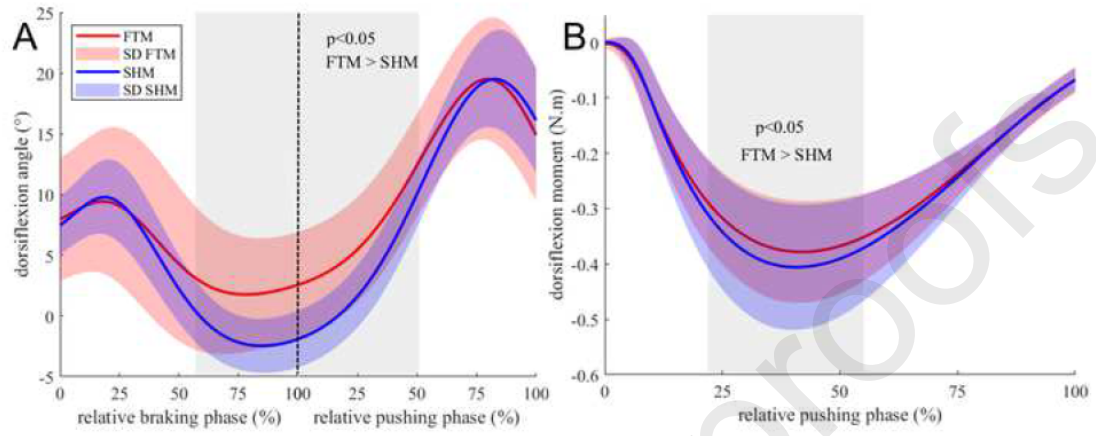 A
FTM
SD FTM
SHM
SD SHM
p<0.05
FTM > SHM
dorsiflexion angle (°)
25
20
15
10
5
0
-5
0
25
50
75
100
25
50
75
100
relative braking phase (%)
relative pushing phase (%)
B
p<0.05
FTM > SHM
dorsiflexion moment (N.m)
0
-0.1
-0.2
-0.3
-0.4
-0.5
-0.6
0
25
50
75
100
relative pushing phase (%)
roofs